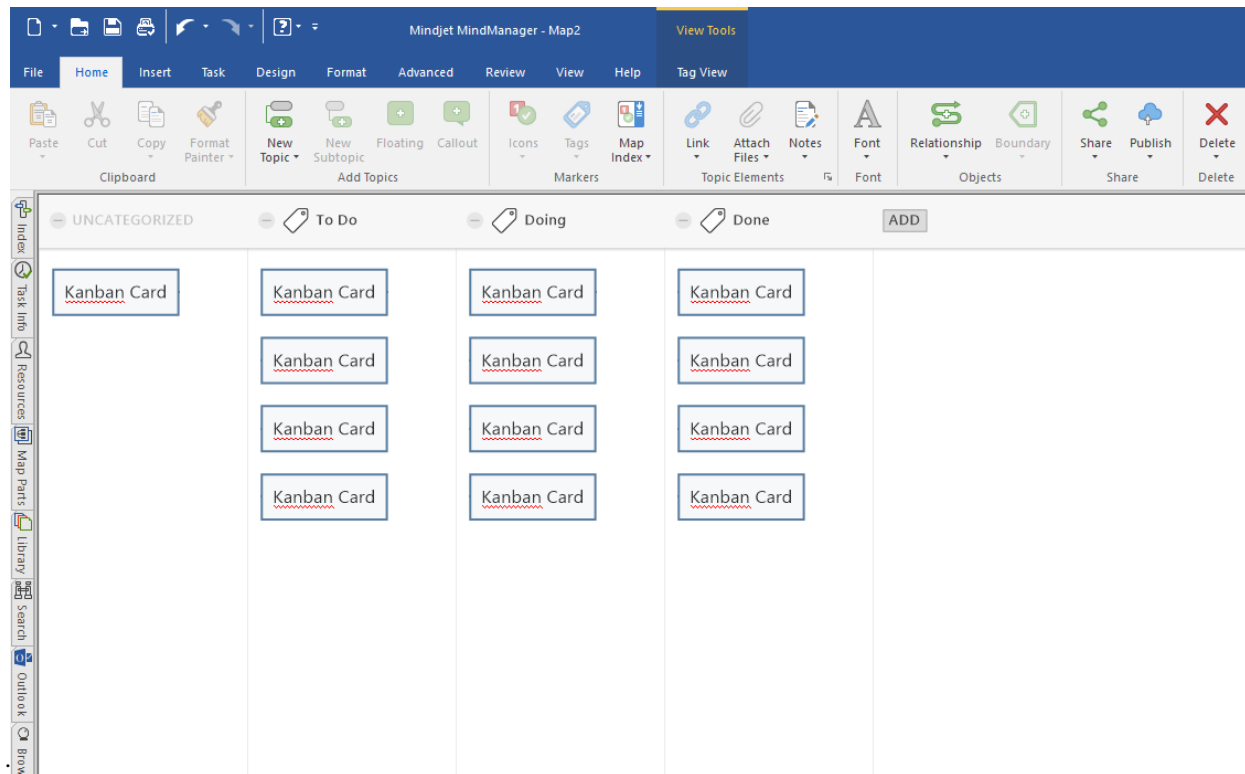 Mindjet MindManager - Map2
View Tools
File Home Insert Task Design Format Advanced Review View Help Tag View
Paste Cut Copy Format Painter New Topic New Subtopic Floating Callout Icons Tags Map Index Link Attach Files Notes Font Relationship Boundary Share Publish Delete
Clipboard Add Topics Markers Topic Elements Font Objects Share Delete
UNCATEGORIZED To Do Doing Done ADD
Kanban Card Kanban Card Kanban Card Kanban Card
Kanban Card Kanban Card Kanban Card
Kanban Card Kanban Card Kanban Card
Kanban Card Kanban Card Kanban Card
Index
Task Info
Resources
Map Parts
Library
Search
Outlook
Brow